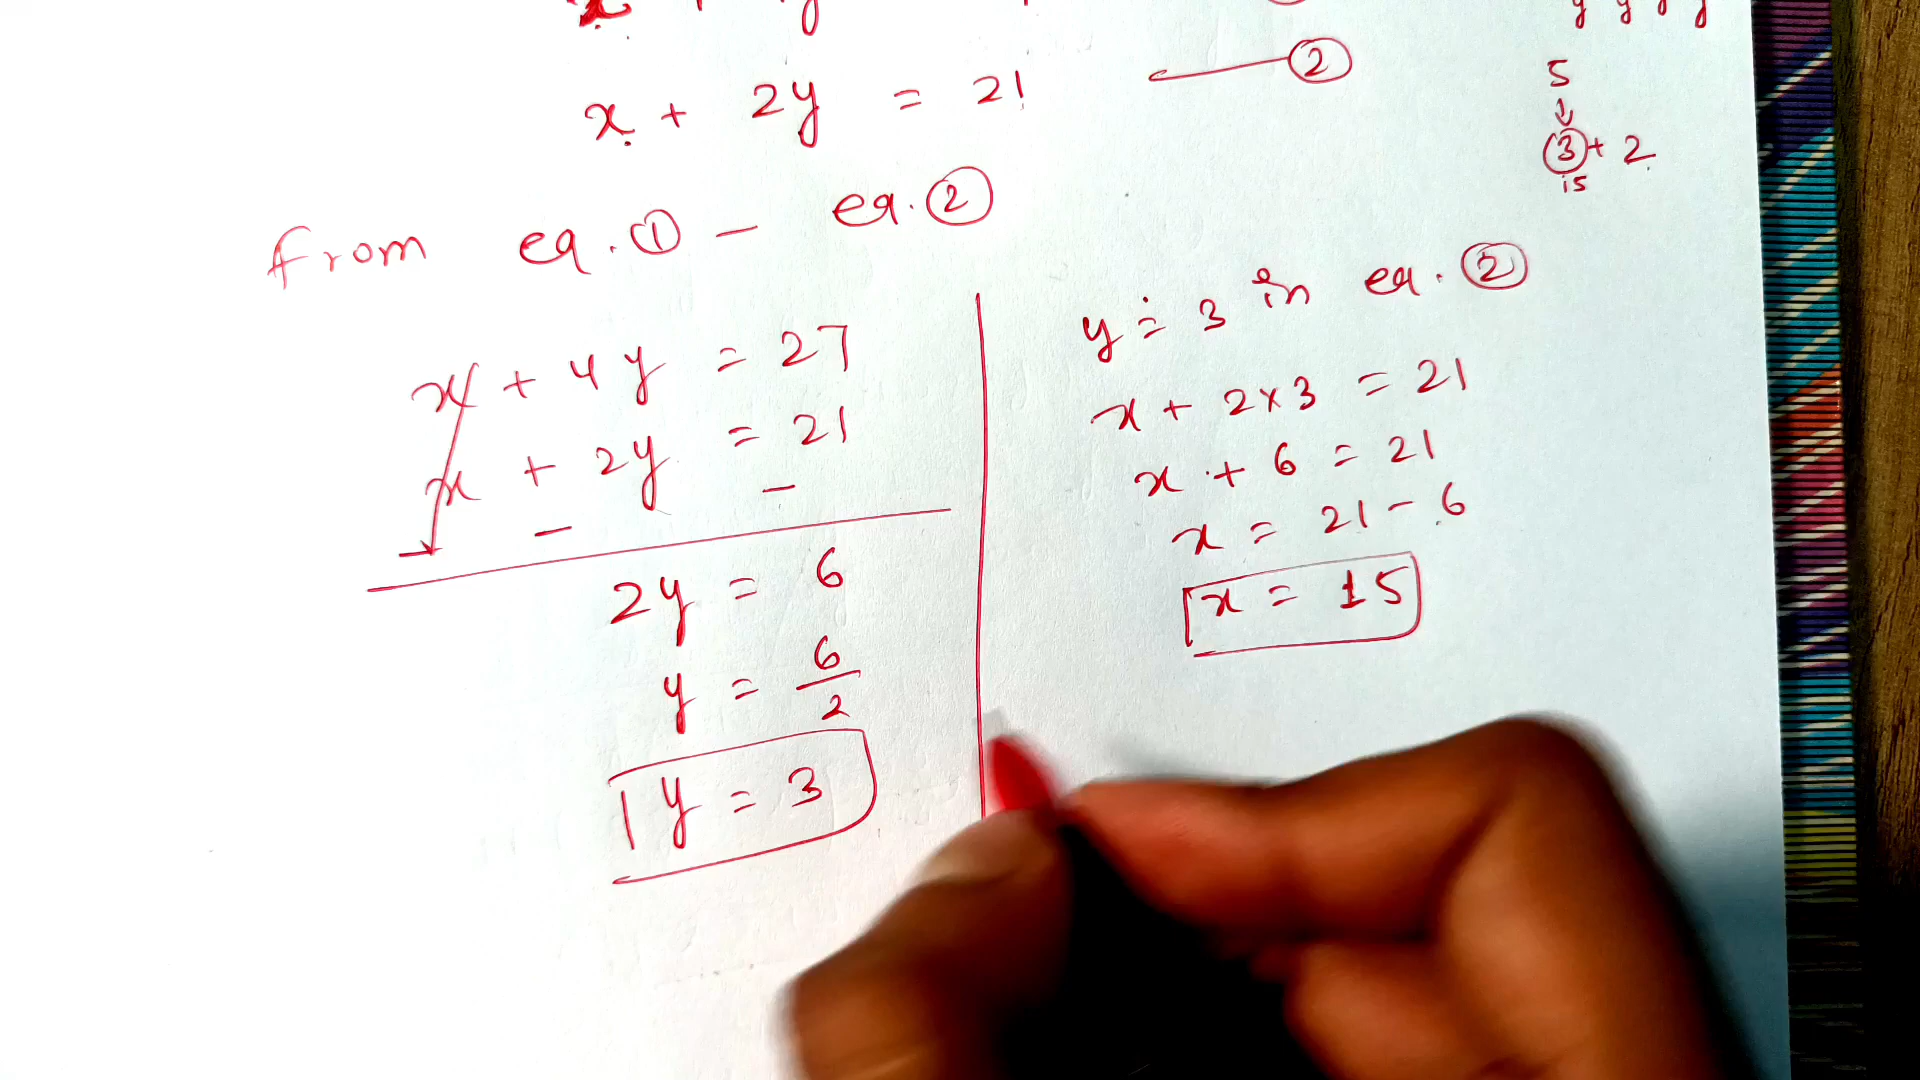 x + 2y = 21 ②
from eq. ① - eq. ②
x + 4y = 27
x + 2y = 21
- -
2y = 6
y = 6/2
y = 3
y = 3 in eq. ②
x + 2×3 = 21
x + 6 = 21
x = 21 - 6
x = 15
y y y y
5
↓
③ + 2
15